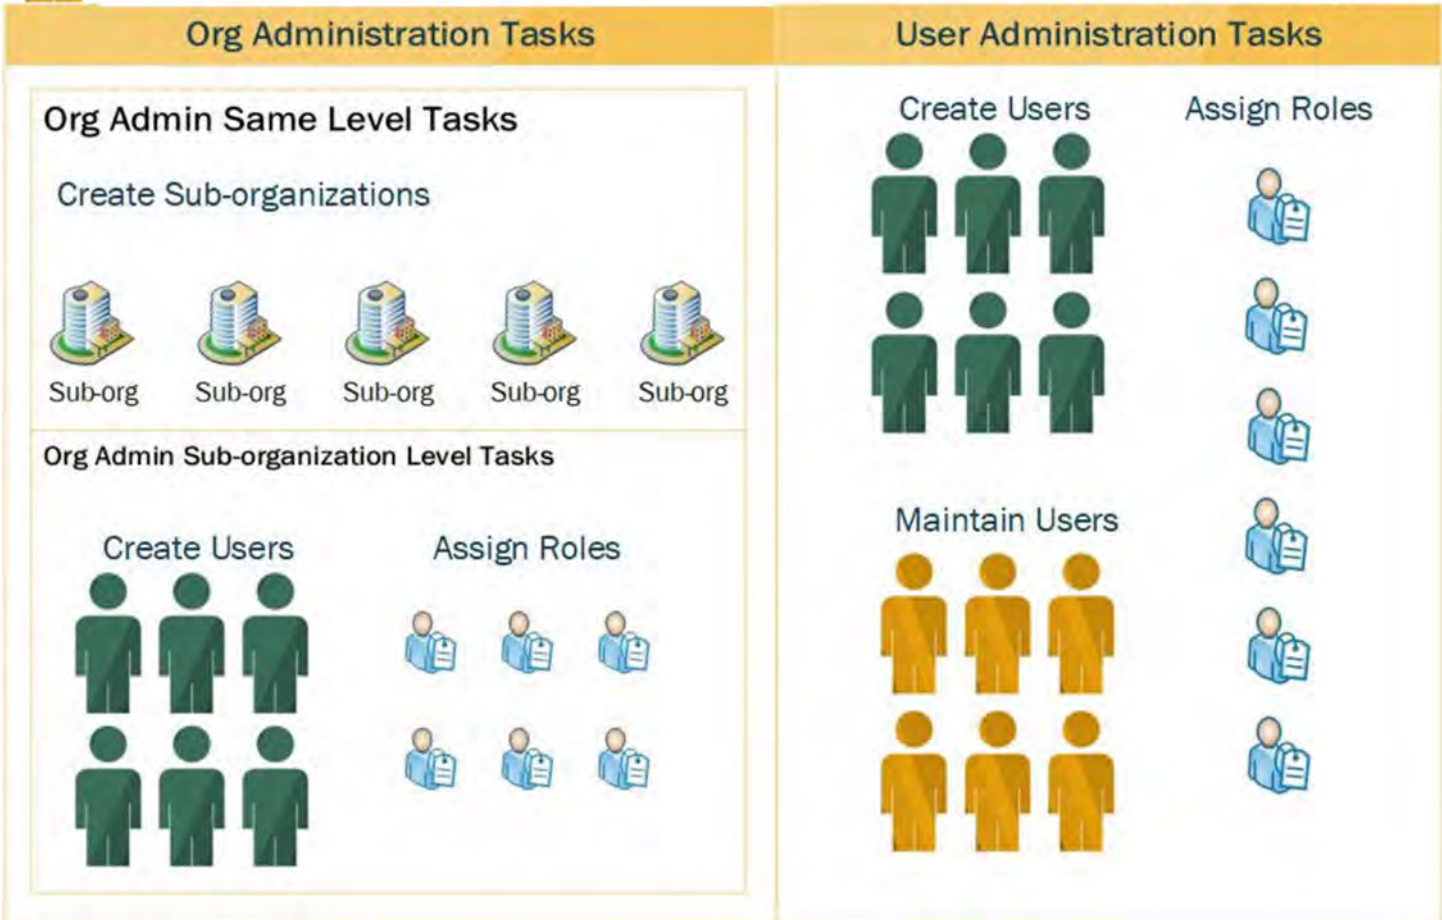 Org Administration Tasks
User Administration Tasks
Org Admin Same Level Tasks
Create Sub-organizations
Sub-org Sub-org Sub-org Sub-org Sub-org
Org Admin Sub-organization Level Tasks
Create Users Assign Roles
Create Users Assign Roles
Maintain Users